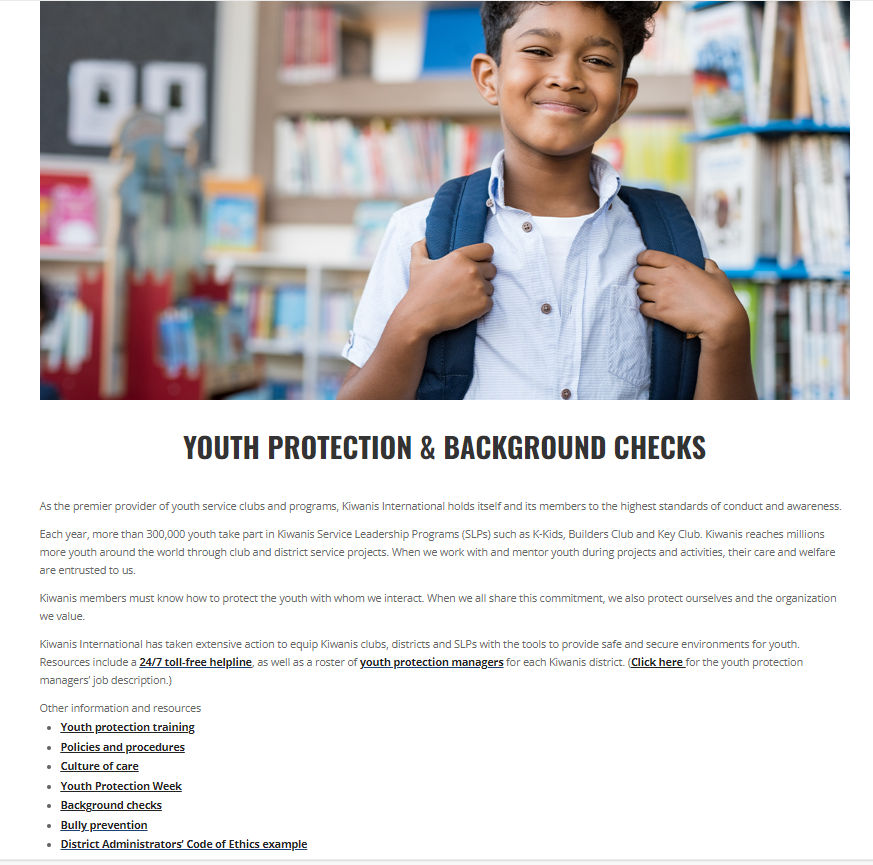 YOUTH PROTECTION & BACKGROUND CHECKS
As the premier provider of youth service clubs and programs, Kiwanis International holds itself and its members to the highest standards of conduct and awareness.
Each year, more than 300,000 youth take part in Kiwanis Service Leadership Programs (SLPs) such as K-Kids, Builders Club and Key Club. Kiwanis reaches millions
more youth around the world through club and district service projects. When we work with and mentor youth during projects and activities, their care and welfare
are entrusted to us.
Kiwanis members must know how to protect the youth with whom we interact. When we all share this commitment, we also protect ourselves and the organization
we value.
Kiwanis International has taken extensive action to equip Kiwanis clubs, districts and SLPs with the tools to provide safe and secure environments for youth.
Resources include a 24/7 toll-free helpline, as well as a roster of youth protection managers for each Kiwanis district. (Click here for the youth protection
managers’ job description.)
Other information and resources
• Youth protection training
• Policies and procedures
• Culture of care
• Youth Protection Week
• Background checks
• Bully prevention
• District Administrators’ Code of Ethics example